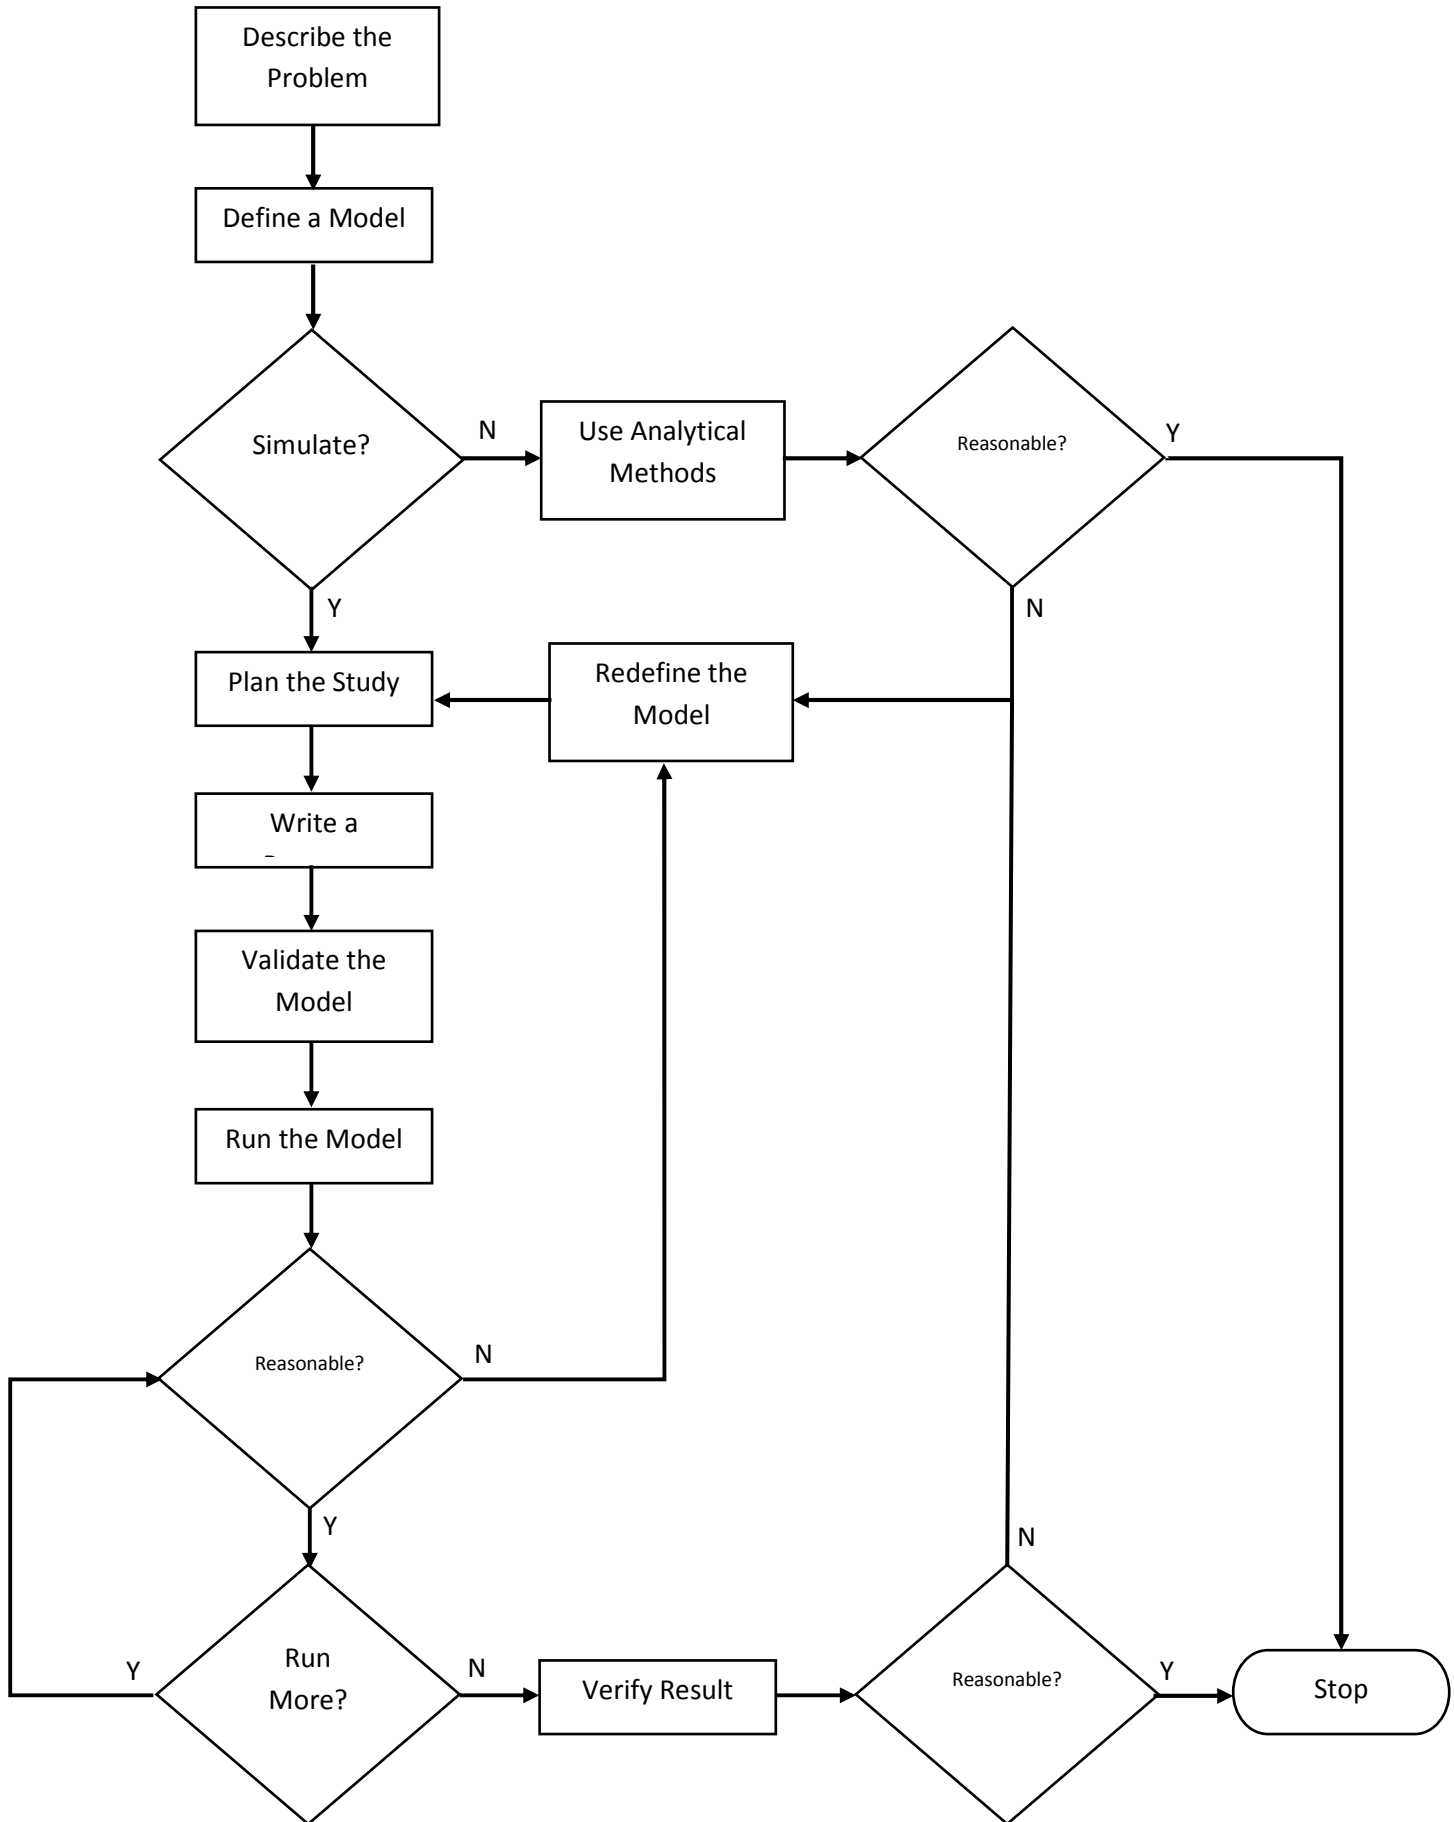 Describe the
Problem
Define a Model
Simulate?
N
Use Analytical
Methods
Reasonable?
Y
Y
N
Plan the Study
Redefine the
Model
Write a
Validate the
Model
Run the Model
Reasonable?
N
Y
N
Run
More?
Y
N
Verify Result
Reasonable?
Y
Stop